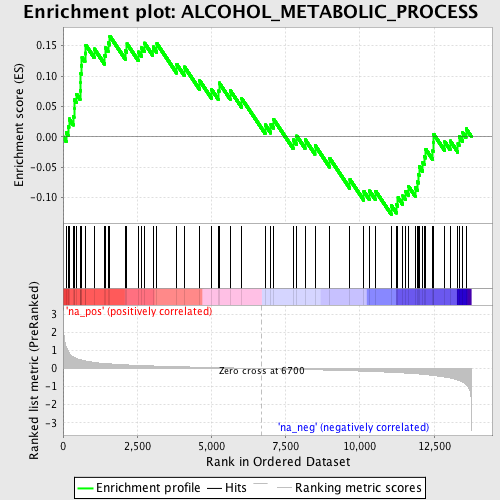 Enrichment plot: ALCOHOL_METABOLIC_PROCESS
Enrichment score (ES)
0.15
0.10
0.05
0.00
-0.05
-0.10
'na_pos' (positively correlated)
Ranked list metric (PreRanked)
3
2
1
0
-1
-2
-3
Zero cross at 6700
'na_neg' (negatively correlated)
0
2,500
5,000
7,500
10,000
12,500
Rank in Ordered Dataset
Enrichment profile
Hits
Ranking metric scores